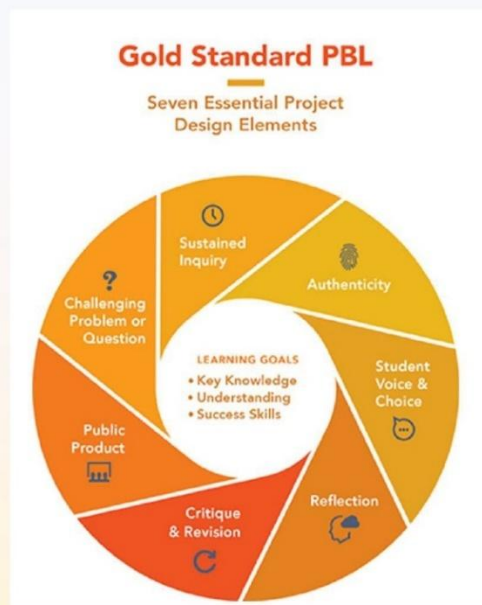 Gold Standard PBL
Seven Essential Project
Design Elements
Sustained
Inquiry
Authenticity
Student
Voice &
Choice
Reflection
Critique
& Revision
Public
Product
?
Challenging
Problem or
Question
LEARNING GOALS
• Key Knowledge
• Understanding
• Success Skills